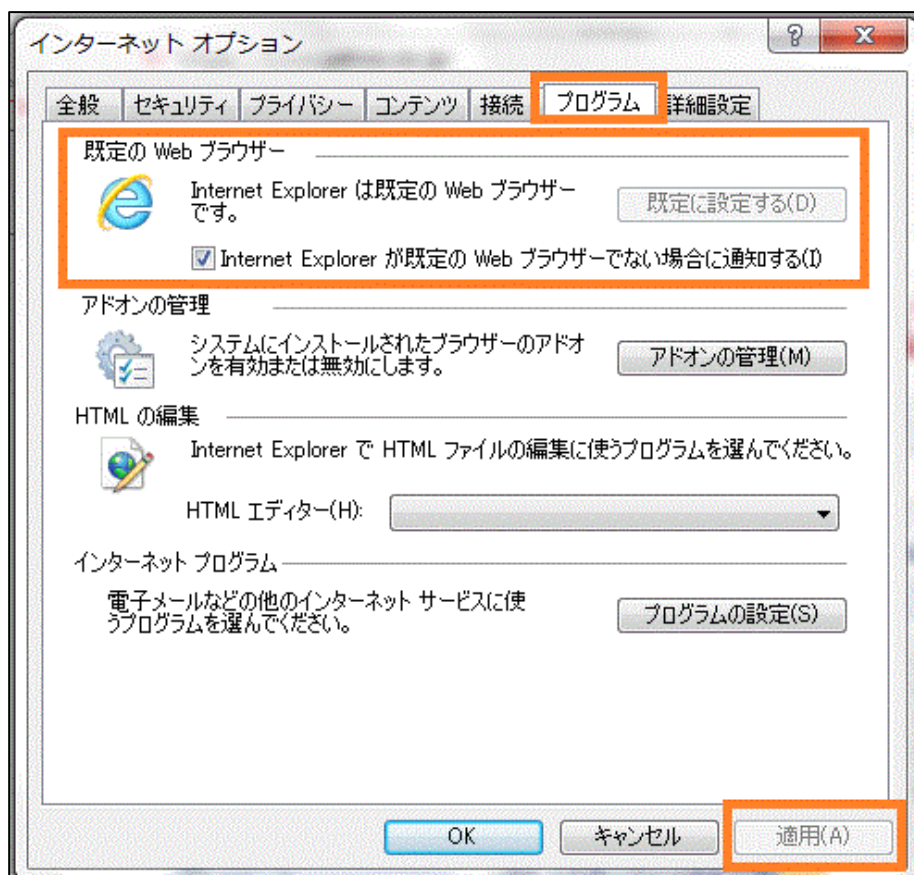 インターネット オプション
全般 セキュリティ プライバシー コンテンツ 接続 プログラム 詳細設定
既定の Web ブラウザー
Internet Explorer は既定の Web ブラウザー
です。
既定に設定する(D)
Internet Explorer が既定の Web ブラウザーでない場合に通知する(I)
アドオンの管理
システムにインストールされたブラウザーのアドオ
ンを有効または無効にします。
アドオンの管理(M)
HTML の編集
Internet Explorer で HTML ファイルの編集に使うプログラムを選んでください。
HTML エディター(H):
インターネット プログラム
電子メールなどの他のインターネット サービスに使
うプログラムを選んでください。
プログラムの設定(S)
OK キャンセル 適用(A)